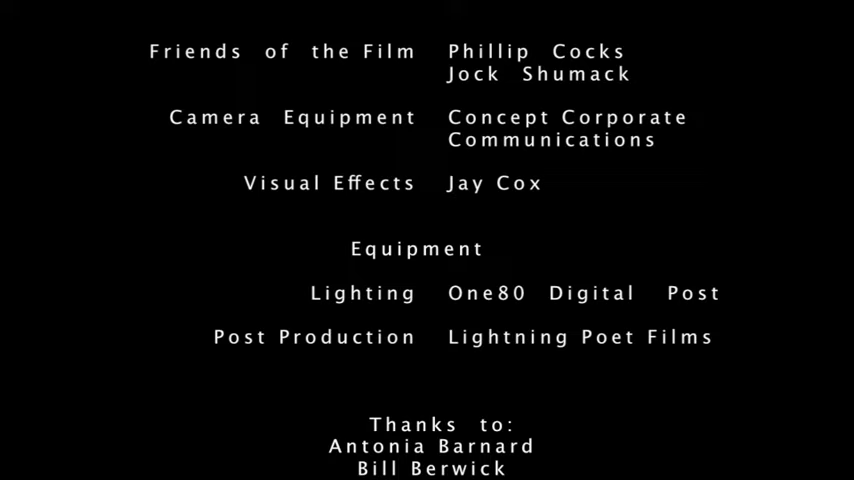 Friends of the Film Phillip Cocks
Jock Shumack
Camera Equipment Concept Corporate
Communications
Visual Effects Jay Cox
Equipment
Lighting One80 Digital Post
Post Production Lightning Poet Films
Thanks to:
Antonia Barnard
Bill Berwick